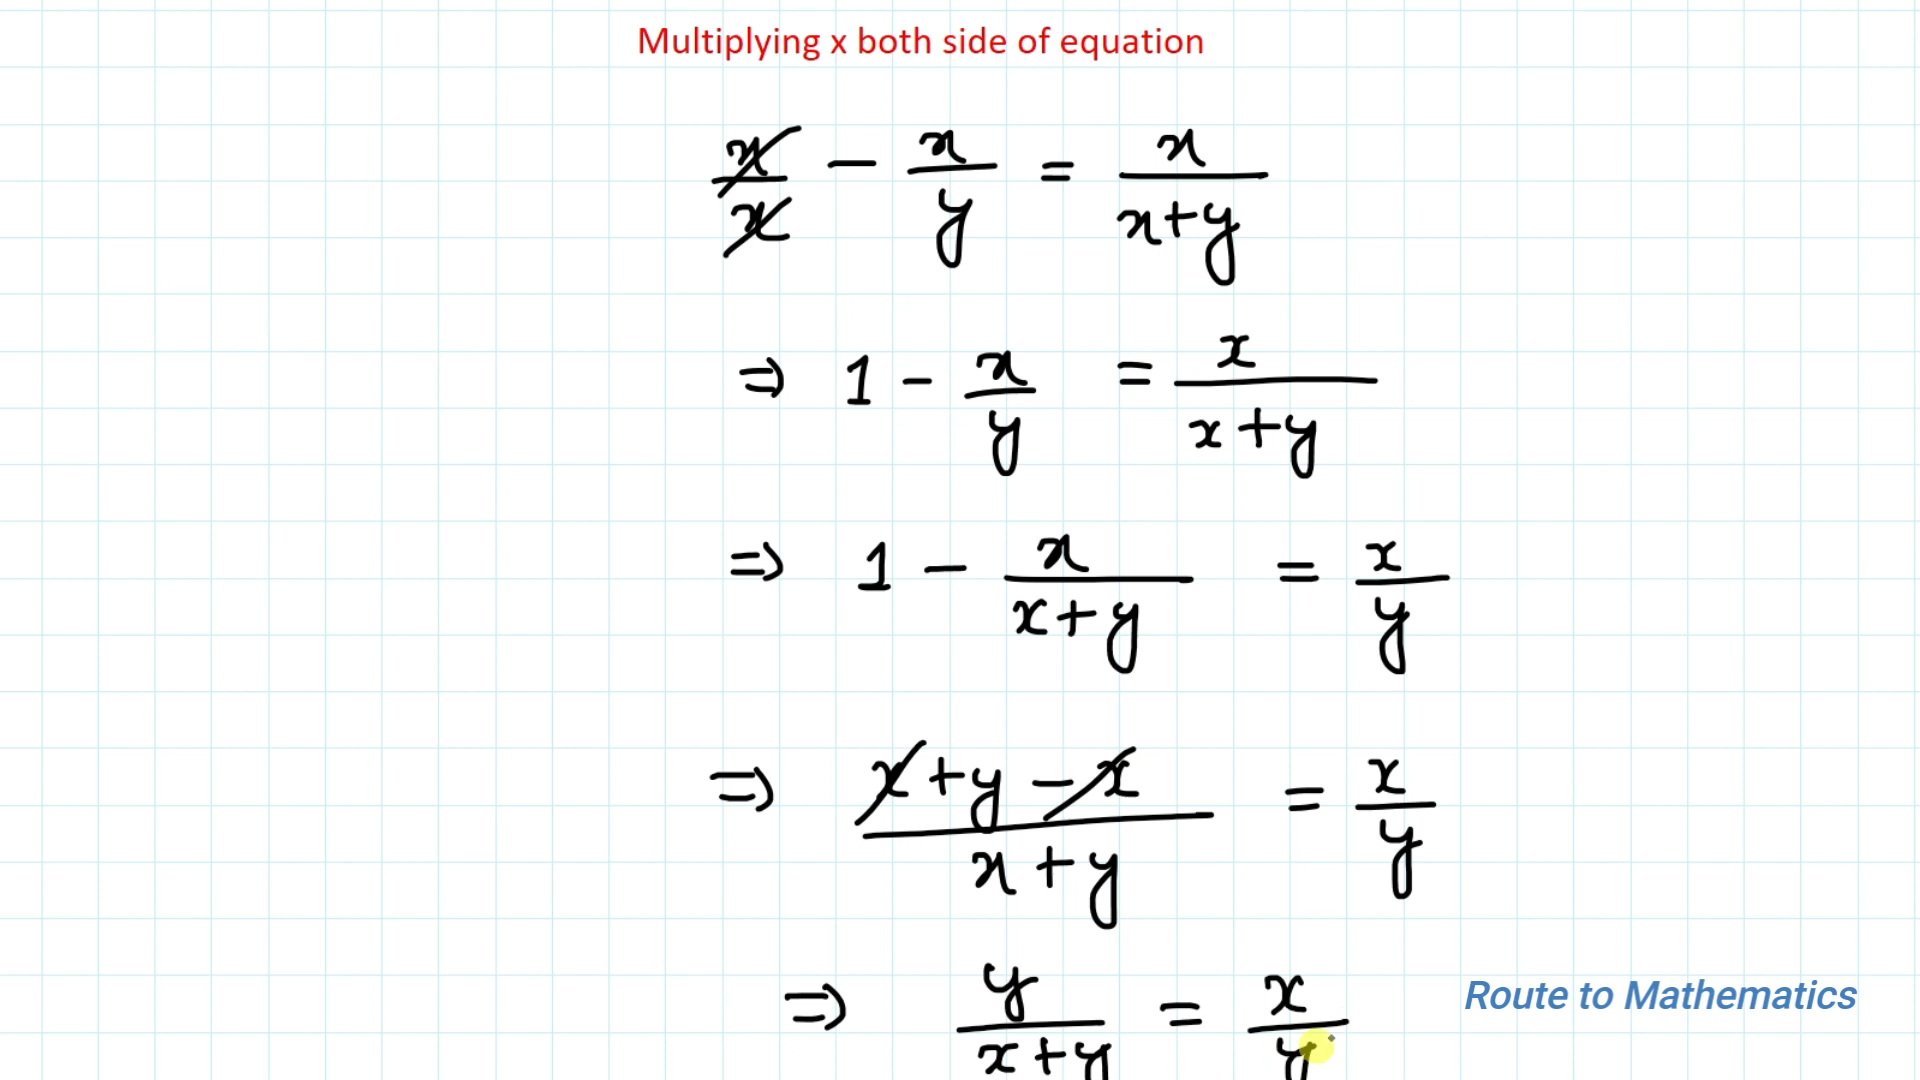 Multiplying x both side of equation
x/x - x/y = x/x+y
⇒ 1 - x/y = x/x+y
⇒ 1 - x/x+y = x/y
⇒ x+y-x/x+y = x/y
⇒ y/x+y = x/y
Route to Mathematics